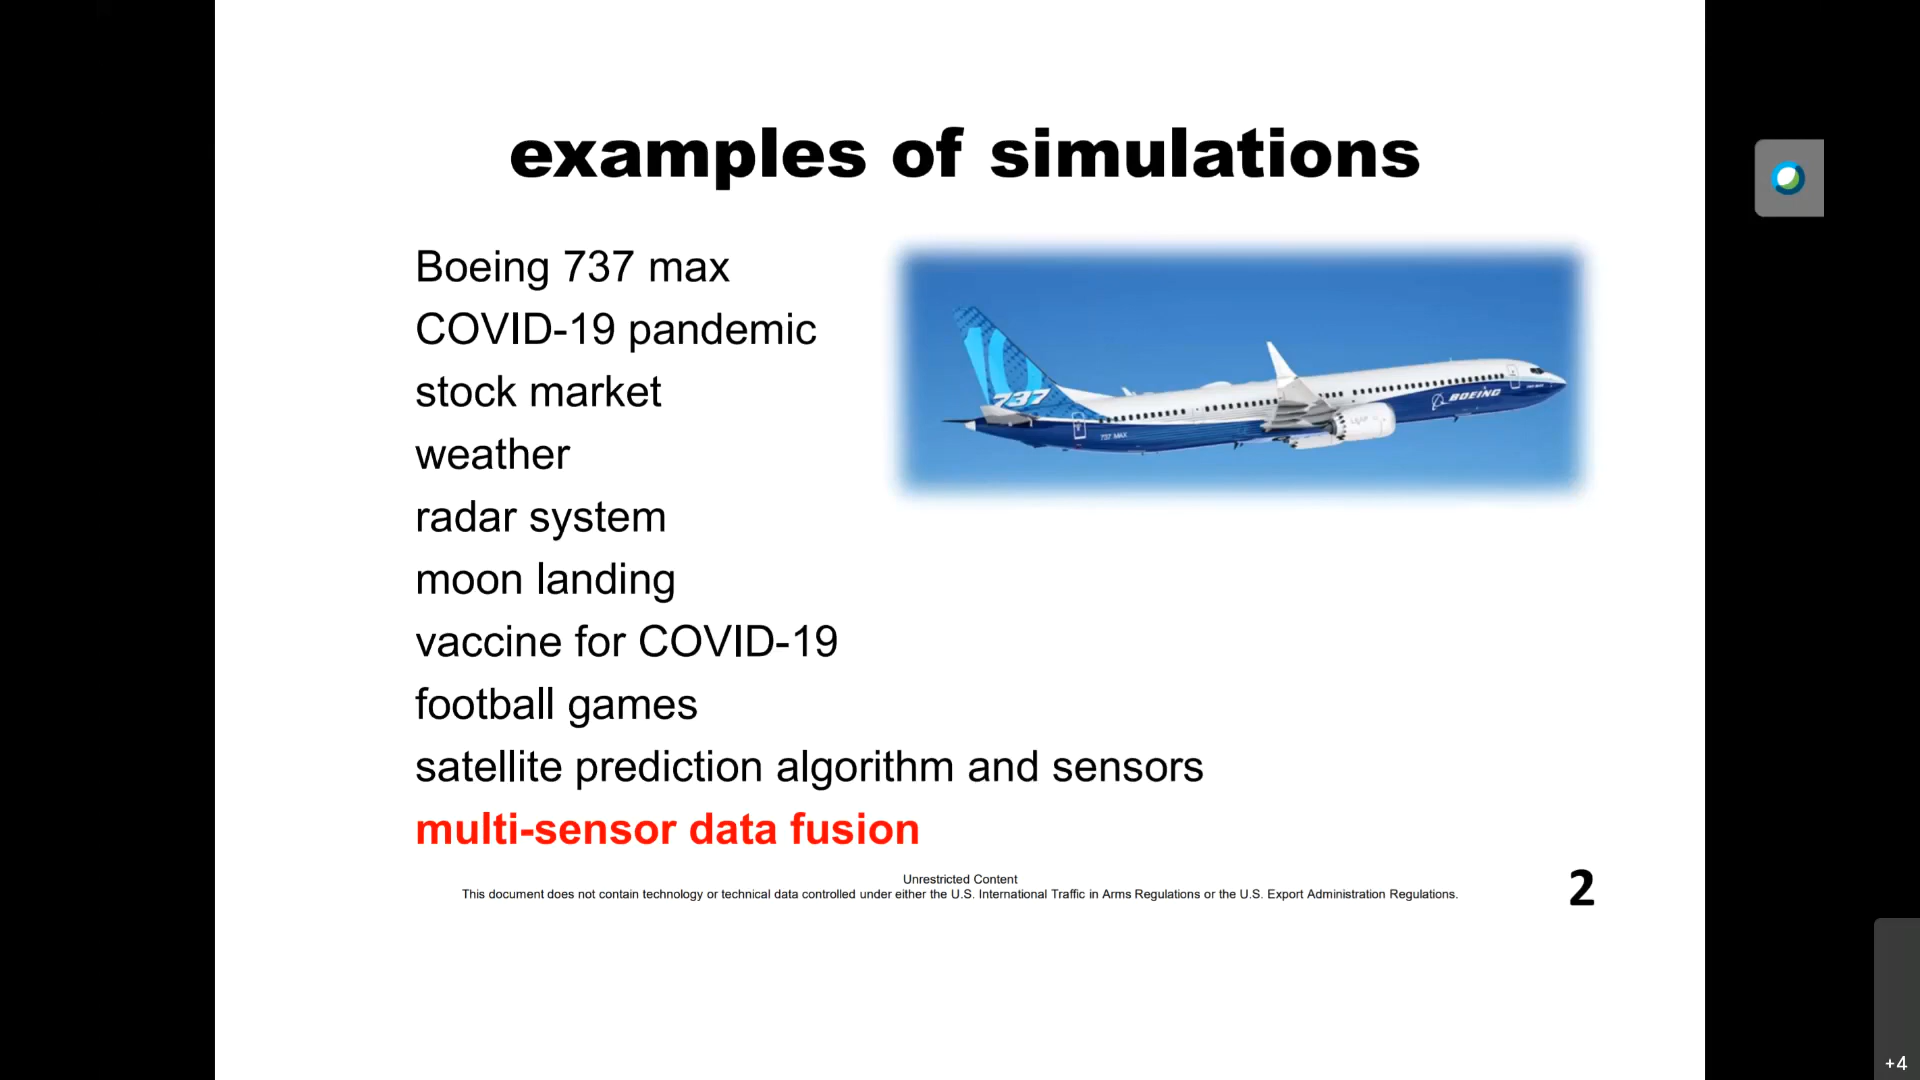 examples of simulations
Boeing 737 max
COVID-19 pandemic
stock market
weather
radar system
moon landing
vaccine for COVID-19
football games
satellite prediction algorithm and sensors
multi-sensor data fusion
737
BOEING
737 MAX
Unrestricted Content
This document does not contain technology or technical data controlled under either the U.S. International Traffic in Arms Regulations or the U.S. Export Administration Regulations.
2
+4